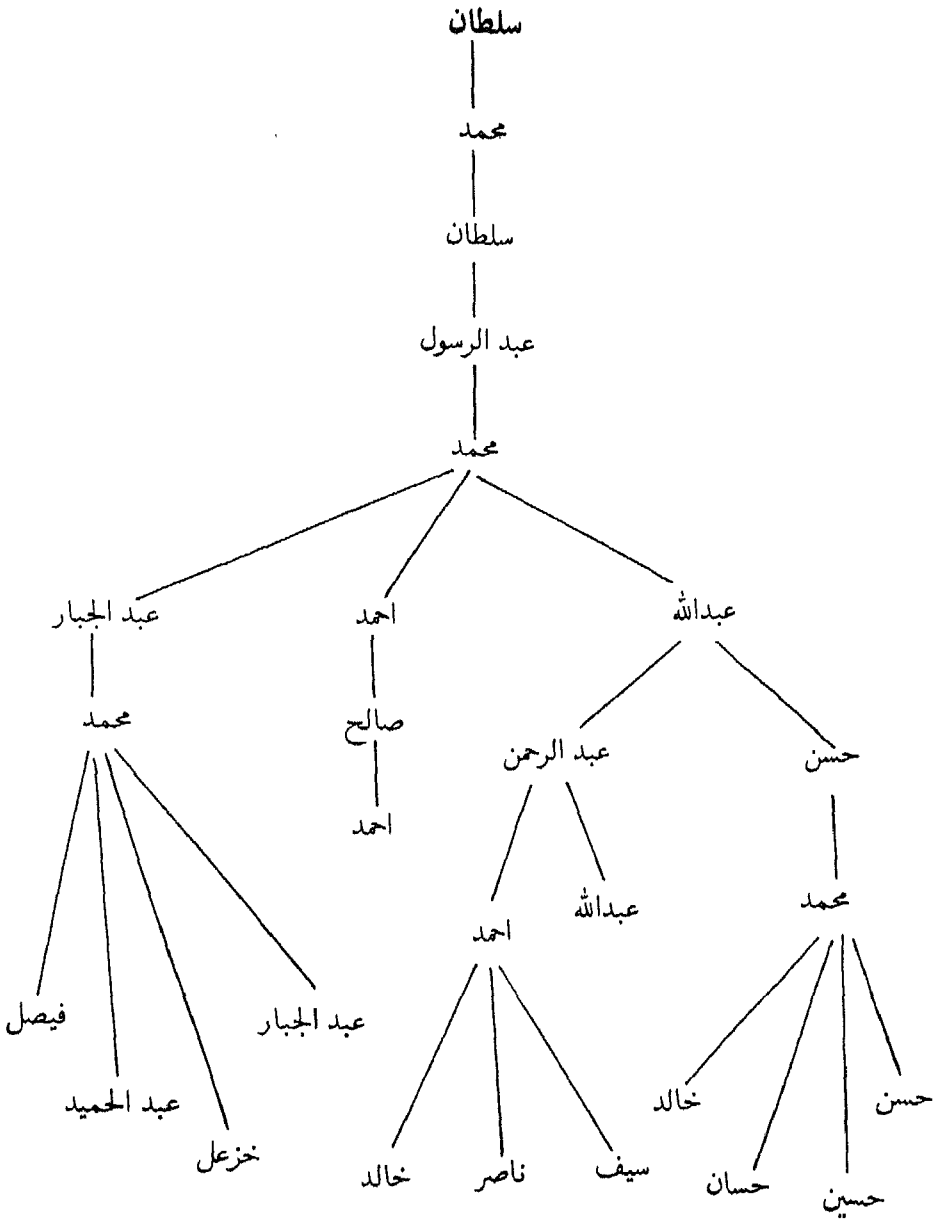 سلطان
محمد
سلطان
عبد الرسول
محمد
عبدالله
احمد
عبد الجبار
محمد
صالح
حسن
عبد الرحمن
احمد
محمد
عبدالله
احمد
عبد الجبار
فيصل
حسن
خالد
عبد الحميد
خزعل
سيف
ناصر
خالد
حسين
حسان